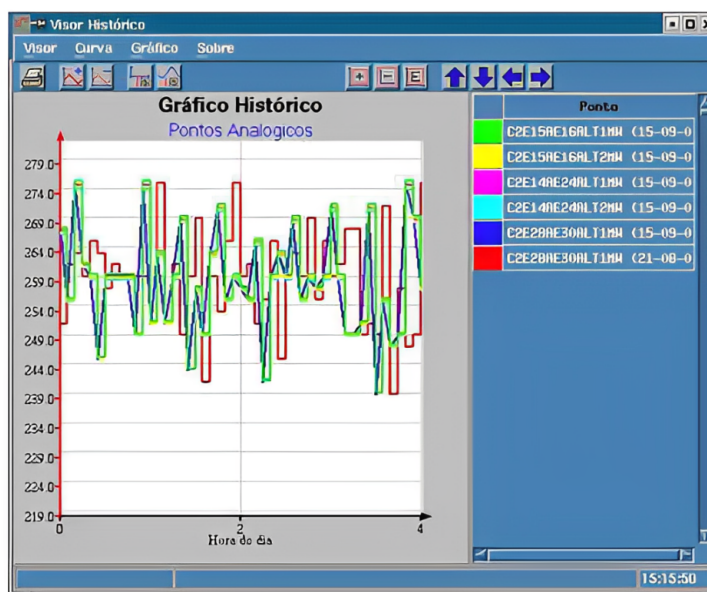 Visor Histórico
Visor Curva Gráfico Sobre
Gráfico Histórico
Pontos Analogicos
Ponto
C2E15AE16ALT1MW (15-09-0
C2E15AE16ALT2MW (15-09-0
C2E14AE24ALT1MW (15-09-0
C2E14AE24ALT2MW (15-09-0
C2E28AE30ALT1MW (15-09-0
C2E28AE30ALT1MW (21-08-0
279.0
274.0
269.0
264.0
259.0
254.0
249.0
244.0
239.0
234.0
229.0
224.0
219.0
0 2 4
Hora do dia
15:15:50